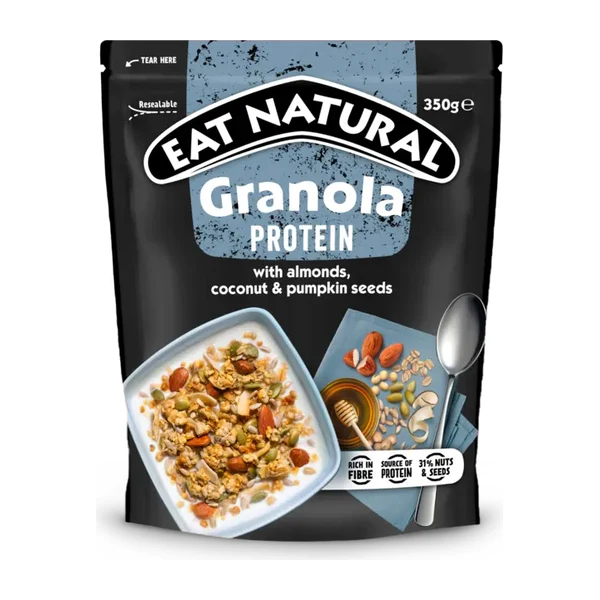 TEAR HERE
Resealable
350g℮
EAT NATURAL
Granola
PROTEIN
with almonds,
coconut & pumpkin seeds
RICH IN
FIBRE
SOURCE OF
PROTEIN
31% NUTS
& SEEDS